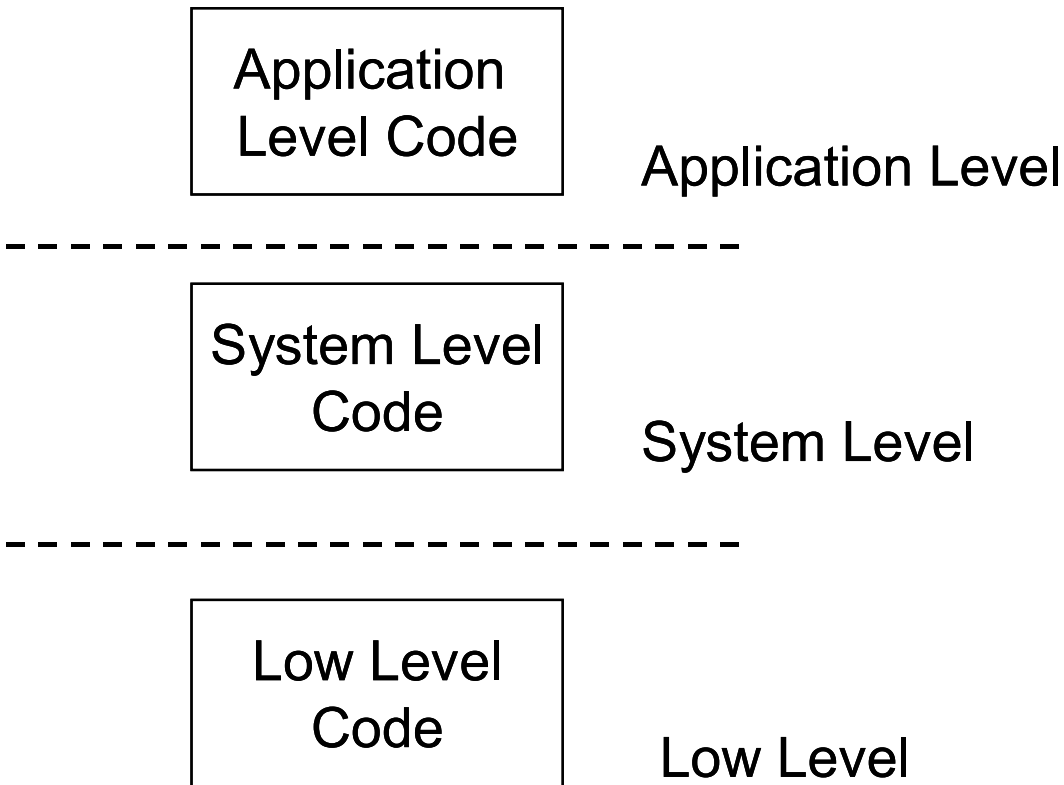 Application
Level Code
Application Level
System Level
Code
System Level
Low Level
Code
Low Level